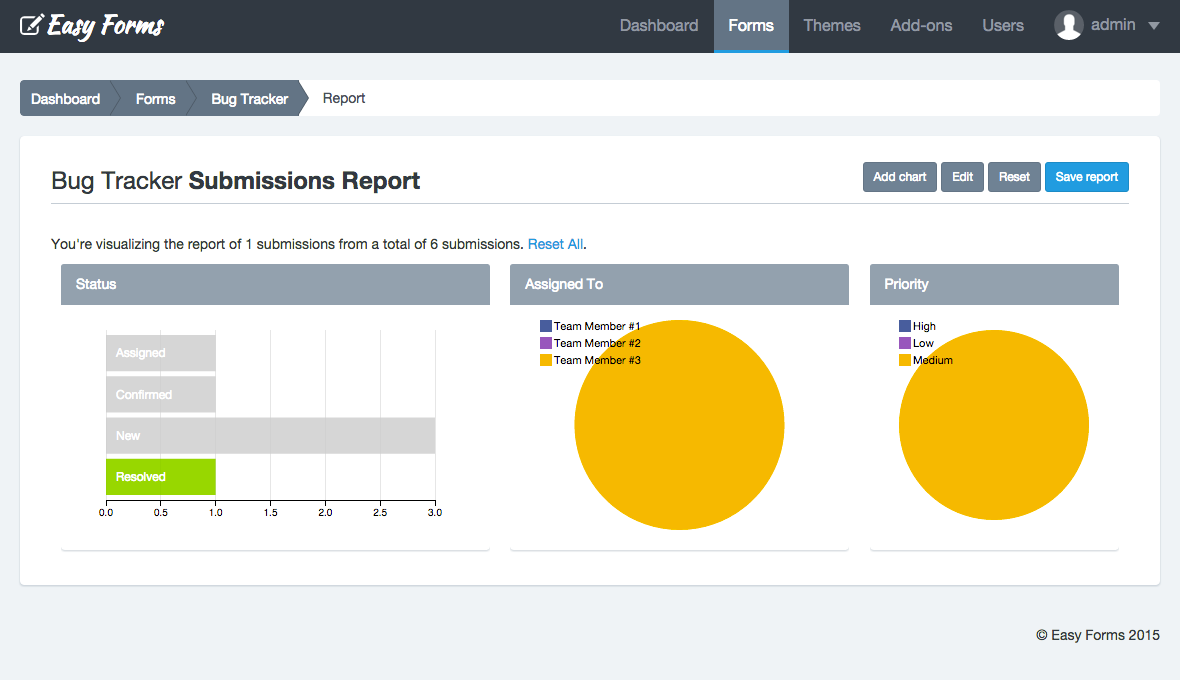 Easy Forms
Dashboard Forms Themes Add-ons Users admin
Dashboard Forms Bug Tracker Report
Bug Tracker Submissions Report
Add chart Edit Reset Save report
You're visualizing the report of 1 submissions from a total of 6 submissions. Reset All.
Status
Assigned
Confirmed
New
Resolved
0.0 0.5 1.0 1.5 2.0 2.5 3.0
Assigned To
Team Member #1
Team Member #2
Team Member #3
Priority
High
Low
Medium
© Easy Forms 2015